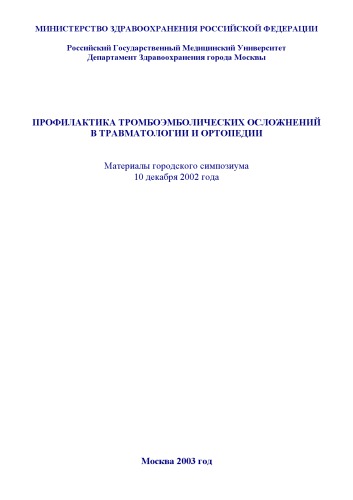 МИНИСТЕРСТВО ЗДРАВООХРАНЕНИЯ РОССИЙСКОЙ ФЕДЕРАЦИИ
Российский Государственный Медицинский Университет
Департамент Здравоохранения города Москвы
ПРОФИЛАКТИКА ТРОМБОЭМБОЛИЧЕСКИХ ОСЛОЖНЕНИЙ
В ТРАВМАТОЛОГИИ И ОРТОПЕДИИ
Материалы городского симпозиума
10 декабря 2002 года
Москва 2003 год